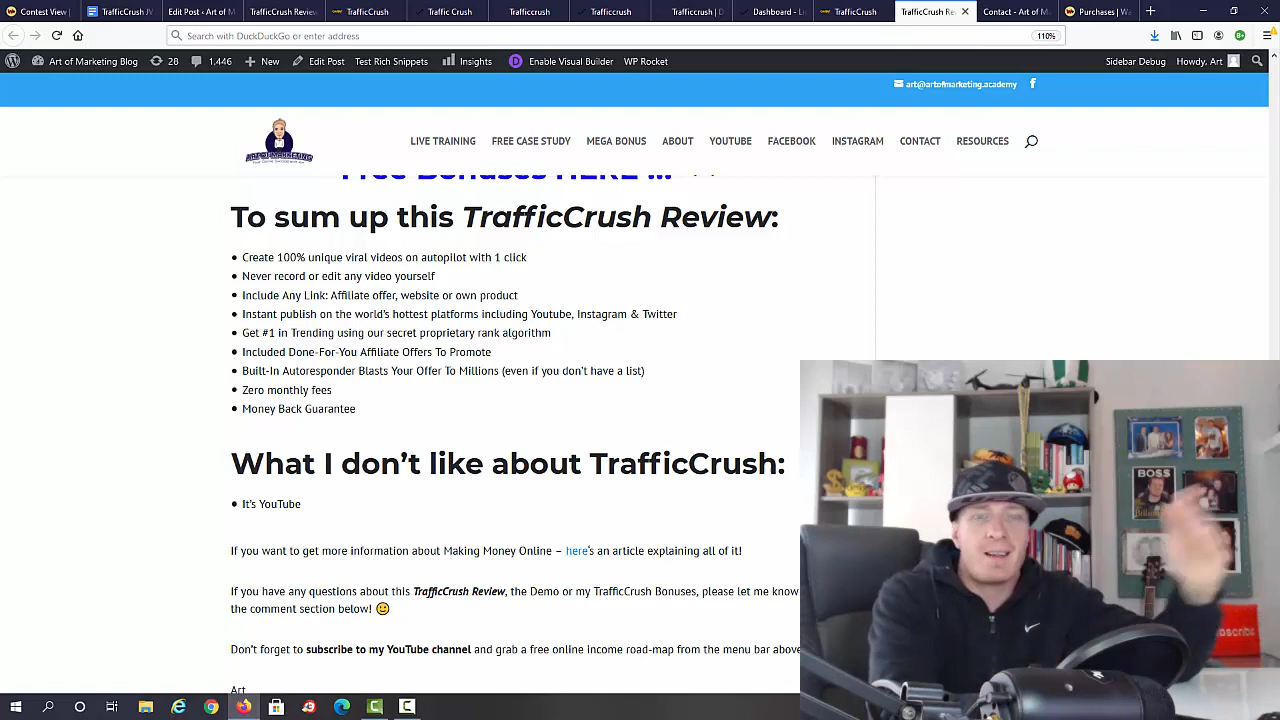 Contest View | TrafficCrush JV Edit Post ‹ Art of M TrafficCrush Review TrafficCrush Traffic Crush Trafficcrush Trafficcrush Trafficcrush | D Dashboard - Li TrafficCrush TrafficCrush Re Contact - Art of M Purchases | Wa
Search with DuckDuckGo or enter address 110%
Art of Marketing Blog 28 1,446 New Edit Post Test Rich Snippets Insights Enable Visual Builder WP Rocket Sidebar Debug Howdy, Art
art@artofmarketing.academy
ART OF MARKETING LIVE TRAINING FREE CASE STUDY MEGA BONUS ABOUT YOUTUBE FACEBOOK INSTAGRAM CONTACT RESOURCES
Free Bonuses HERE ...
To sum up this TrafficCrush Review:
Create 100% unique viral videos on autopilot with 1 click
Never record or edit any video yourself
Include Any Link: Affiliate offer, website or own product
Instant publish on the world's hottest platforms including Youtube, Instagram & Twitter
Get #1 in Trending using our secret proprietary rank algorithm
Included Done-For-You Affiliate Offers To Promote
Built-In Autoresponder Blasts Your Offer To Millions (even if you don't have a list)
Zero monthly fees
Money Back Guarantee
What I don't like about TrafficCrush:
It's YouTube
If you want to get more information about Making Money Online – here's an article explaining all of it!
If you have any questions about this TrafficCrush Review, the Demo or my TrafficCrush Bonuses, please let me know
the comment section below!
Don't forget to subscribe to my YouTube channel and grab a free online income road-map from the menu bar above
Art
BOSS